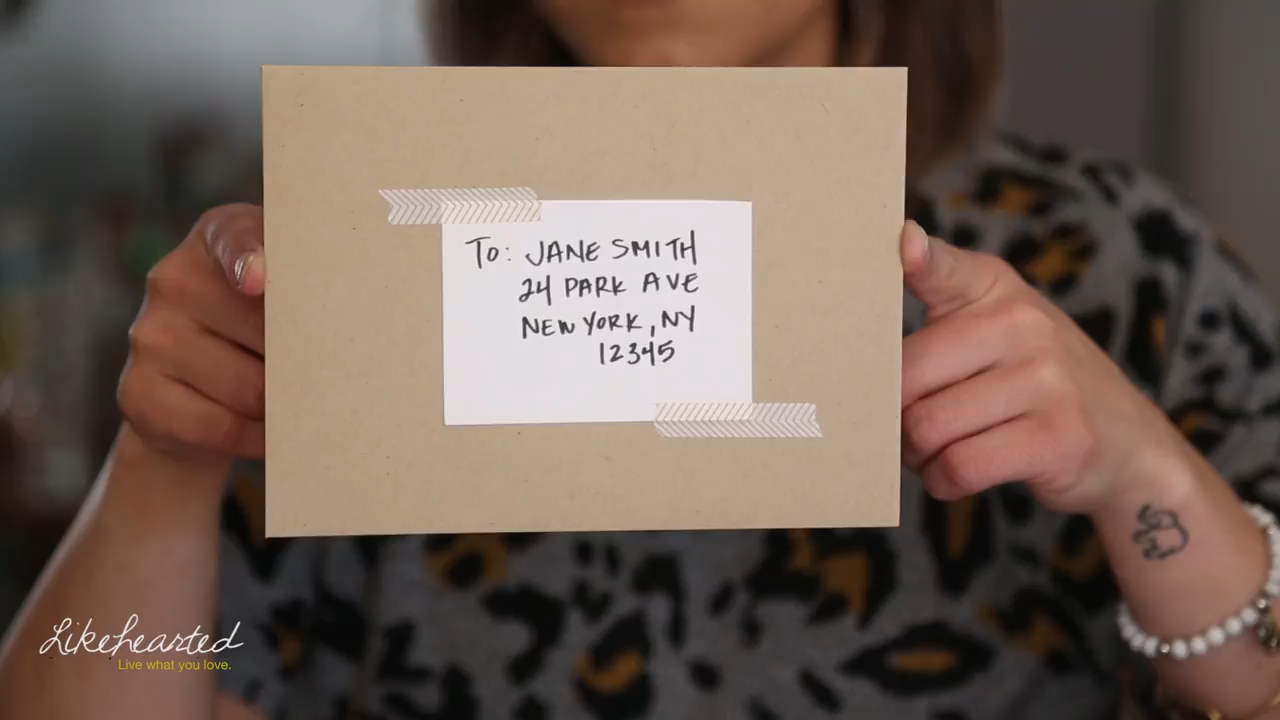 To: JANE SMITH
24 PARK AVE
NEW YORK, NY
12345
Likehearted
Live what you love.